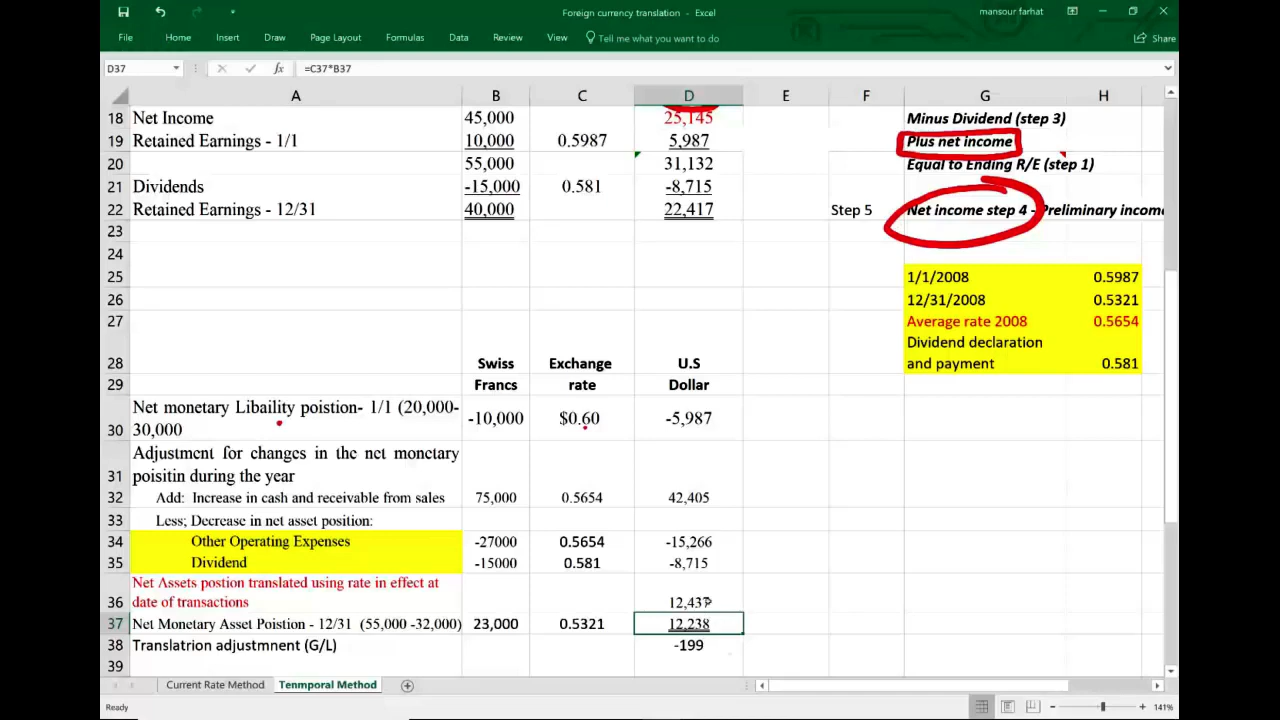 Foreign currency translation - Excel
mansour farhat
File Home Insert Draw Page Layout Formulas Data Review View Tell me what you want to do Share
D37 fx =C37*B37
A B C D E F G H
18 Net Income 45,000 25,145 Minus Dividend (step 3)
19 Retained Earnings - 1/1 10,000 0.5987 5,987 Plus net income
20 55,000 31,132 Equal to Ending R/E (step 1)
21 Dividends -15,000 0.581 -8,715
22 Retained Earnings - 12/31 40,000 22,417 Step 5 Net income step 4 - Preliminary income
23
24
25 1/1/2008 0.5987
26 12/31/2008 0.5321
27 Average rate 2008 0.5654
Dividend declaration
28 Swiss Exchange U.S and payment 0.581
29 Francs rate Dollar
Net monetary Libaility poistion- 1/1 (20,000-
30 30,000 -10,000 $0.60 -5,987
Adjustment for changes in the net monetary
31 poisitin during the year
32 Add: Increase in cash and receivable from sales 75,000 0.5654 42,405
33 Less; Decrease in net asset position:
34 Other Operating Expenses -27000 0.5654 -15,266
35 Dividend -15000 0.581 -8,715
Net Assets postion translated using rate in effect at
36 date of transactions 12,437
37 Net Monetary Asset Poistion - 12/31 (55,000 -32,000) 23,000 0.5321 12,238
38 Translatrion adjustmnent (G/L) -199
39
Current Rate Method Tenmporal Method
Ready 141%